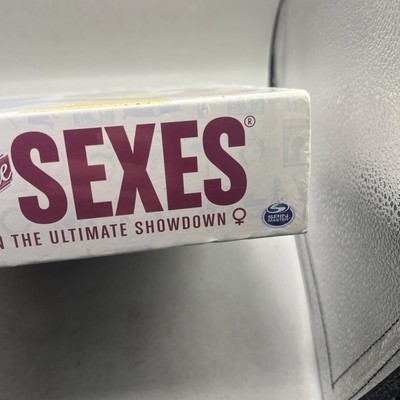 SEXES®
THE ULTIMATE SHOWDOWN ♀
SPIN
MASTER